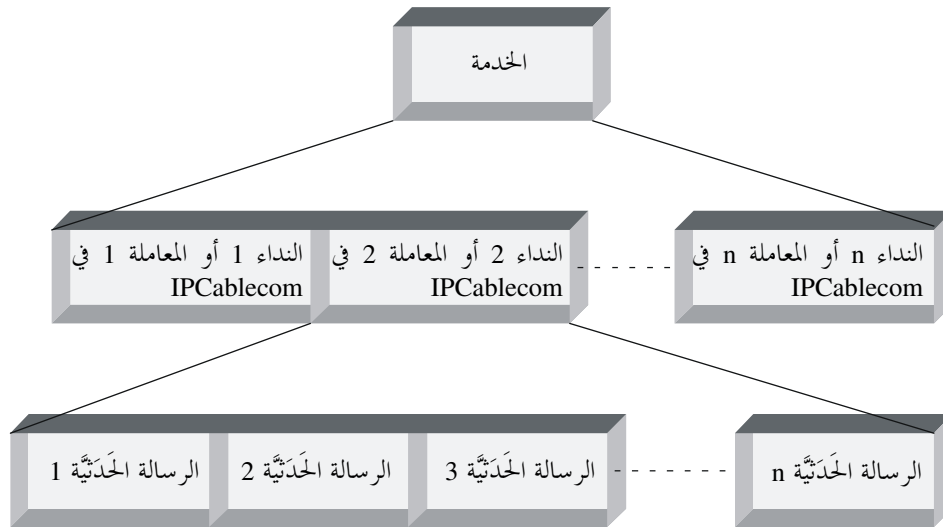 الخدمة
النداء 1 أو المعاملة 1 في
IPCablecom
النداء 2 أو المعاملة 2 في
IPCablecom
النداء n أو المعاملة n في
IPCablecom
الرسالة الحَدَثيَّة 1
الرسالة الحَدَثيَّة 2
الرسالة الحَدَثيَّة 3
الرسالة الحَدَثيَّة n